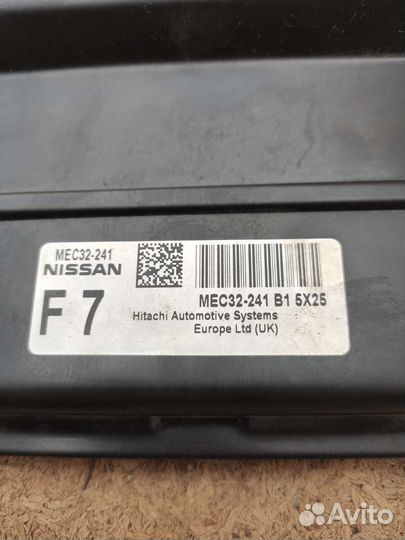 MEC32-241
NISSAN
F 7
MEC32-241 B1 5X25
Hitachi Automotive Systems
Europe Ltd (UK)
Avito